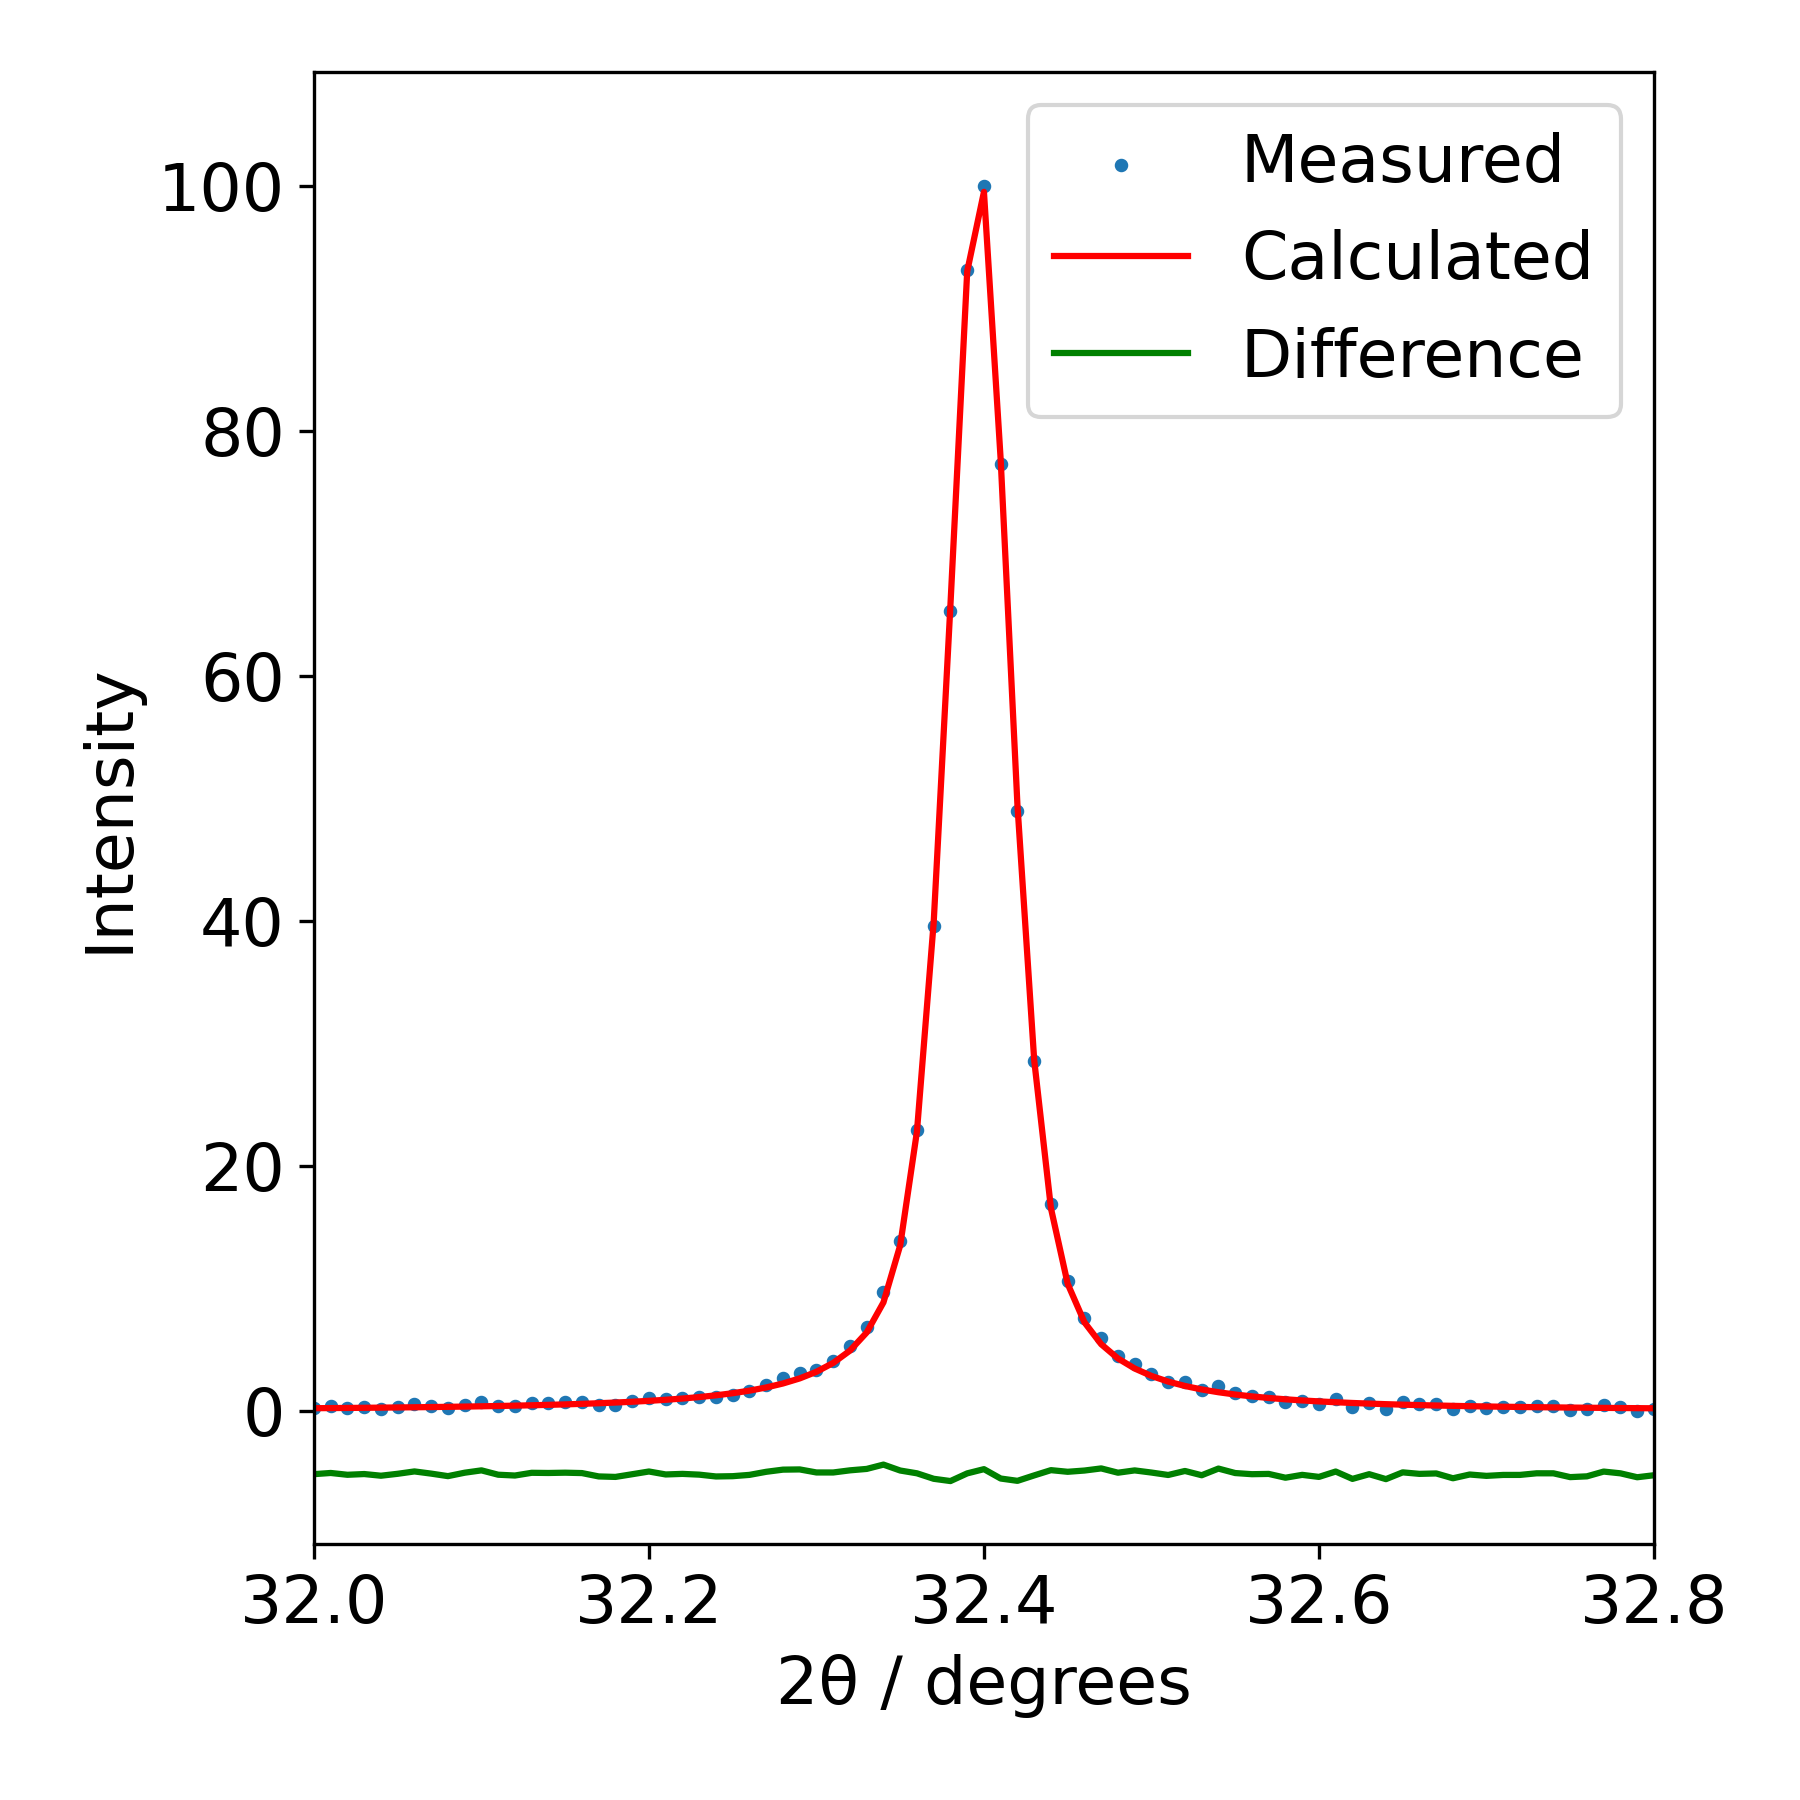 Measured
Calculated
Difference
100
80
60
40
20
0
Intensity
32.0 32.2 32.4 32.6 32.8
2θ / degrees